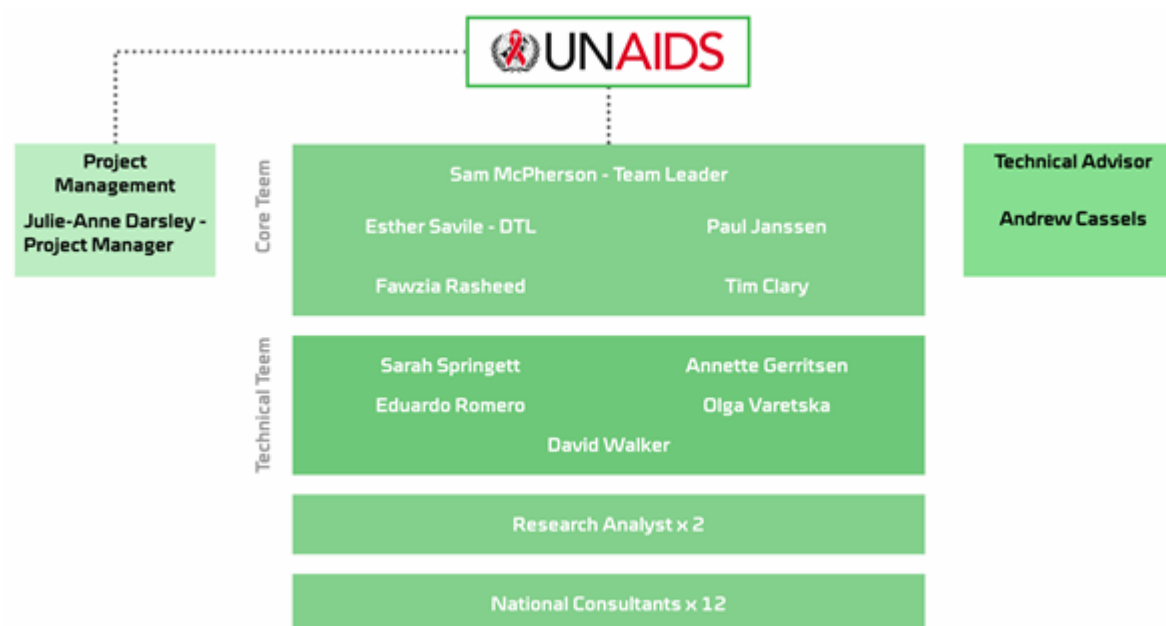 UNAIDS
Project
Management
Julie-Anne Darsley -
Project Manager
Core Teem
Sam McPherson - Team Leader
Esther Savile - DTL
Paul Janssen
Fawzia Rasheed
Tim Clary
Technical Advisor
Andrew Cassels
Technical Teem
Sarah Springett
Annette Gerritsen
Eduardo Romero
Olga Varetska
David Walker
Research Analyst x 2
National Consultants x 12